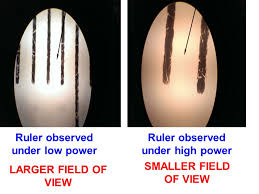 Ruler observed
under low power
LARGER FIELD OF
VIEW
Ruler observed
under high power
SMALLER FIELD
OF VIEW